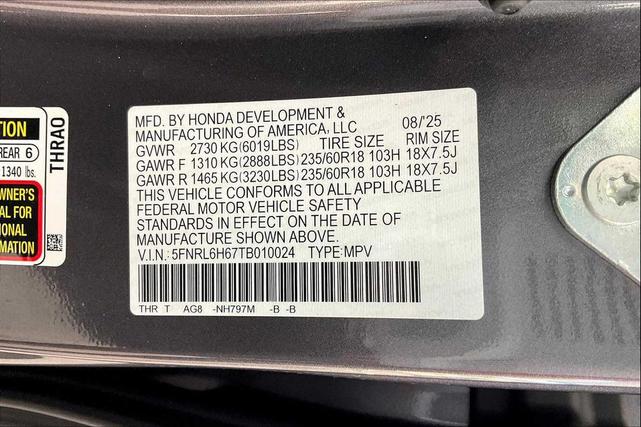 MFD. BY HONDA DEVELOPMENT &
MANUFACTURING OF AMERICA, LLC 08/'25
GVWR 2730 KG(6019LBS) TIRE SIZE RIM SIZE
GAWR F 1310 KG(2888LBS) 235/60R18 103H 18X7.5J
GAWR R 1465 KG(3230LBS) 235/60R18 103H 18X7.5J
THIS VEHICLE CONFORMS TO ALL APPLICABLE
FEDERAL MOTOR VEHICLE SAFETY
STANDARDS IN EFFECT ON THE DATE OF
MANUFACTURE SHOWN ABOVE.
V.I.N.: 5FNRL6H67TB010024 TYPE:MPV
THR T AG8 -NH797M -B -B
TION
REAR 6
1340 lbs.
WNER'S
AL FOR
IONAL
RMATION
THRAO